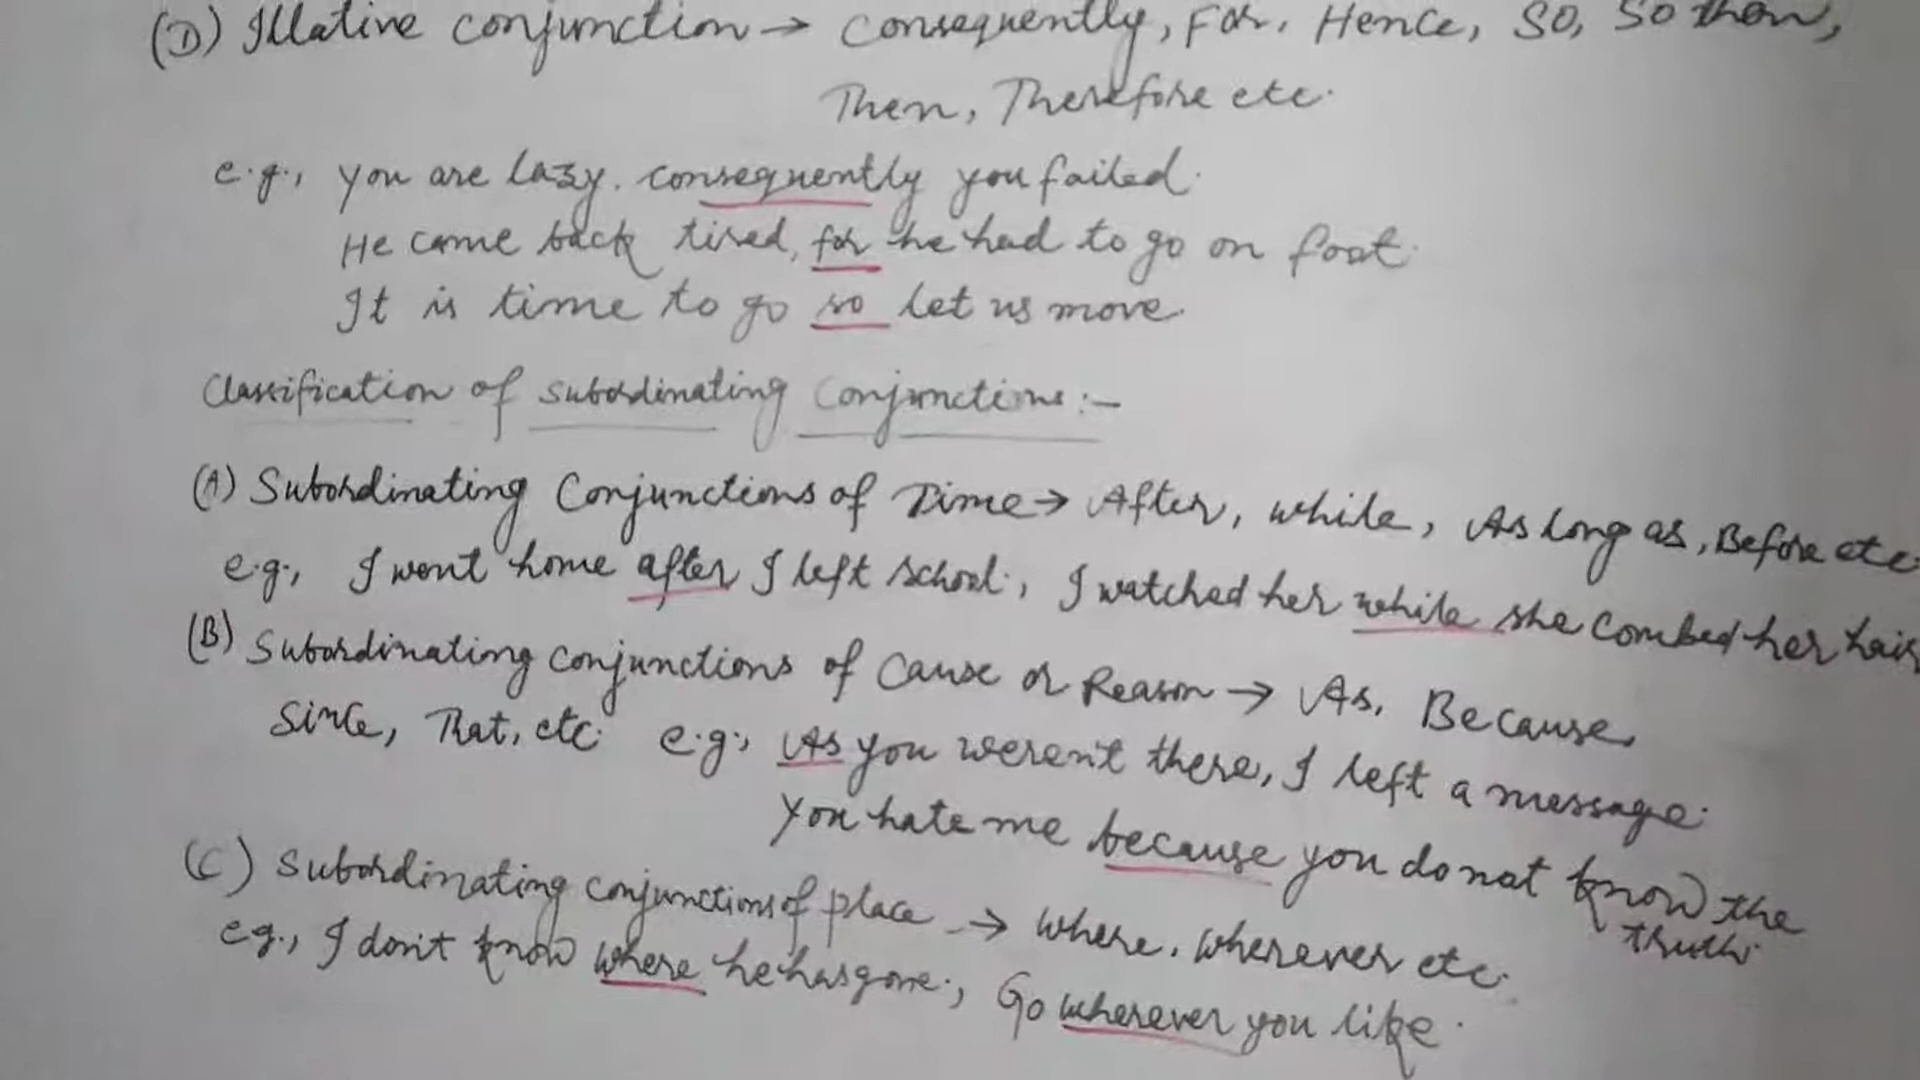 (D) Illative conjunction → Consequently, For, Hence, So, So then,
Then, Therefore etc.
e.g., you are lazy. consequently you failed.
He came back tired, for he had to go on foot.
It is time to go so let us move.
Classification of subordinating Conjunctions:-
(A) Subordinating Conjunctions of Time → After, while, As long as, Before etc.
e.g., I went home after I left school., I watched her while she combed her hair
(B) Subordinating conjunctions of Cause or Reason → As, Because,
Since, That, etc. e.g., As you weren't there, I left a message.
You hate me because you do not know the
truth.
(C) Subordinating conjunctions of place → where, wherever etc.
e.g., I don't know where he has gone., Go wherever you like.